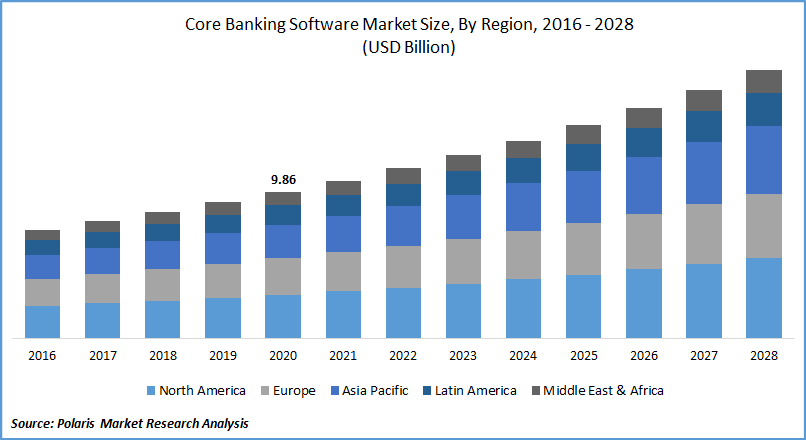 Core Banking Software Market Size, By Region, 2016 - 2028
(USD Billion)
9.86
2016 2017 2018 2019 2020 2021 2022 2023 2024 2025 2026 2027 2028
North America Europe Asia Pacific Latin America Middle East & Africa
Source: Polaris Market Research Analysis